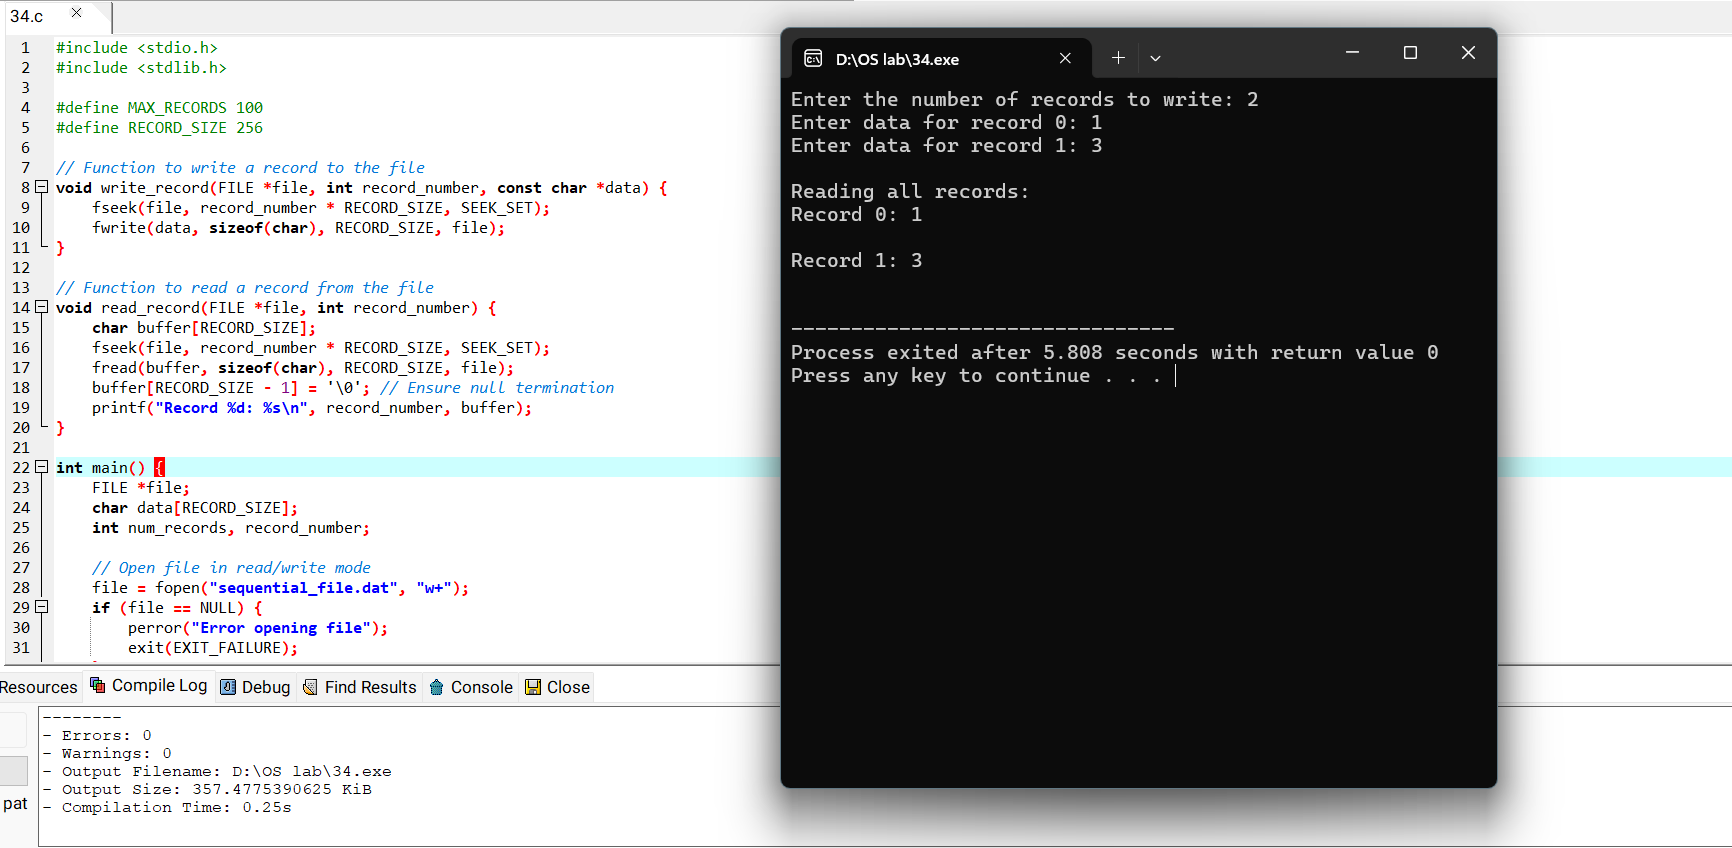 34.c
1 #include <stdio.h>
2 #include <stdlib.h>
3
4 #define MAX_RECORDS 100
5 #define RECORD_SIZE 256
6
7 // Function to write a record to the file
8 void write_record(FILE *file, int record_number, const char *data) {
9 fseek(file, record_number * RECORD_SIZE, SEEK_SET);
10 fwrite(data, sizeof(char), RECORD_SIZE, file);
11 }
12
13 // Function to read a record from the file
14 void read_record(FILE *file, int record_number) {
15 char buffer[RECORD_SIZE];
16 fseek(file, record_number * RECORD_SIZE, SEEK_SET);
17 fread(buffer, sizeof(char), RECORD_SIZE, file);
18 buffer[RECORD_SIZE - 1] = '\0'; // Ensure null termination
19 printf("Record %d: %s\n", record_number, buffer);
20 }
21
22 int main() {
23 FILE *file;
24 char data[RECORD_SIZE];
25 int num_records, record_number;
26
27 // Open file in read/write mode
28 file = fopen("sequential_file.dat", "w+");
29 if (file == NULL) {
30 perror("Error opening file");
31 exit(EXIT_FAILURE);
D:\OS lab\34.exe
Enter the number of records to write: 2
Enter data for record 0: 1
Enter data for record 1: 3
Reading all records:
Record 0: 1
Record 1: 3
--------------------------------
Process exited after 5.808 seconds with return value 0
Press any key to continue . . .
Resources Compile Log Debug Find Results Console Close
--------
- Errors: 0
- Warnings: 0
- Output Filename: D:\OS lab\34.exe
- Output Size: 357.4775390625 KiB
- Compilation Time: 0.25s
pat